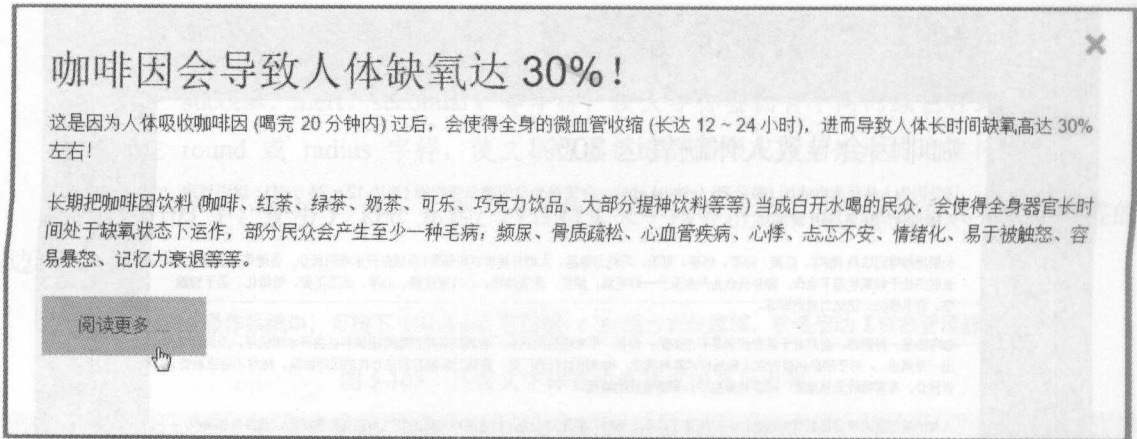 咖啡因会导致人体缺氧达 30%!
这是因为人体吸收咖啡因 (喝完 20 分钟内) 过后，会使得全身的微血管收缩 (长达 12 ~ 24 小时)，进而导致人体长时间缺氧高达 30%
左右!
长期把咖啡因饮料 (咖啡、红茶、绿茶、奶茶、可乐、巧克力饮品、大部分提神饮料等等) 当成白开水喝的民众，会使得全身器官长时
间处于缺氧状态下运作，部分民众会产生至少一种毛病：频尿、骨质疏松、心血管疾病、心悸、忐忑不安、情绪化、易于被触怒、容
易暴怒、记忆力衰退等等。
阅读更多 ...